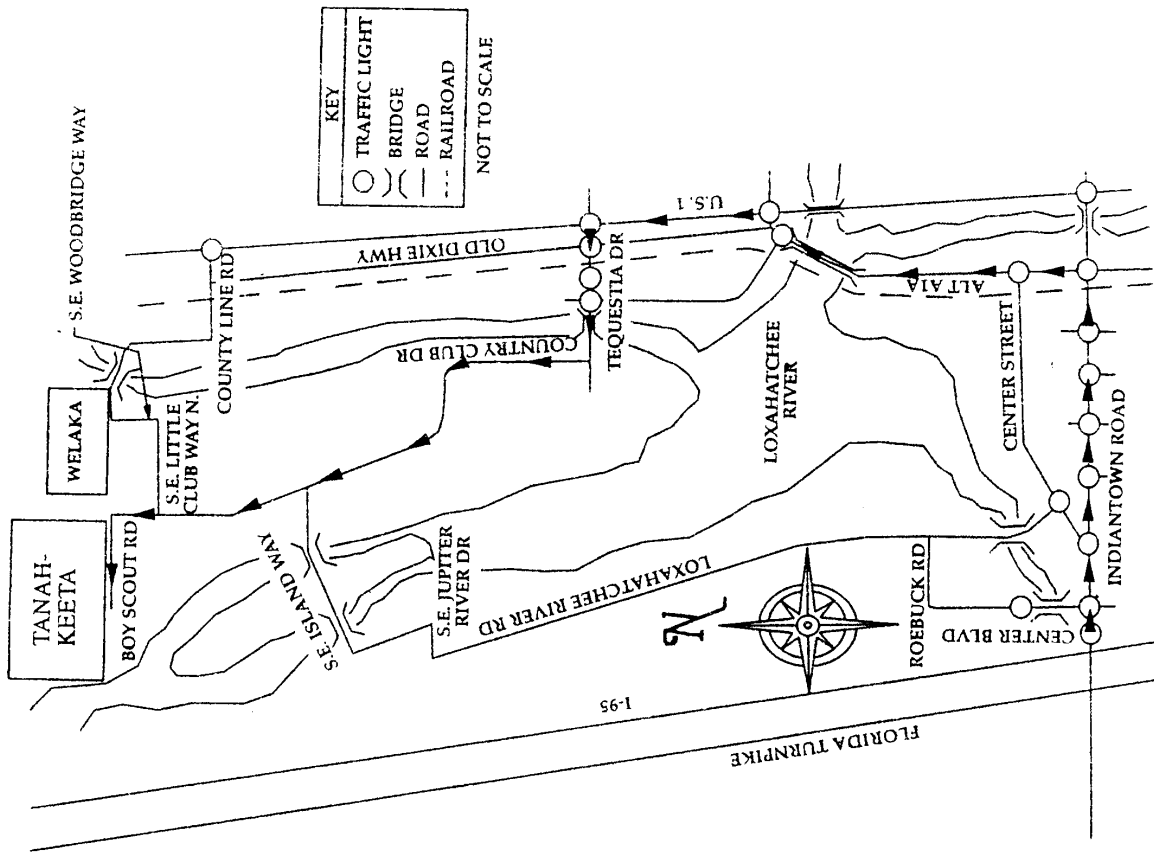 S.E. WOODBRIDGE WAY
KEY
TRAFFIC LIGHT
BRIDGE
ROAD
RAILROAD
NOT TO SCALE
TANAH-
KEETA
WELAKA
BOY SCOUT RD
S.E. LITTLE
CLUB WAY N.
COUNTY LINE RD
OLD DIXIE HWY
U.S. 1
COUNTRY CLUB DR
TEQUESTIA DR
S.E. ISLAND WAY
S.E. JUPITER
RIVER DR
LOXAHATCHEE RIVER RD
LOXAHATCHEE
RIVER
ALT A1A
CENTER STREET
N
ROEBUCK RD
CENTER BLVD
INDIANTOWN ROAD
I-95
FLORIDA TURNPIKE